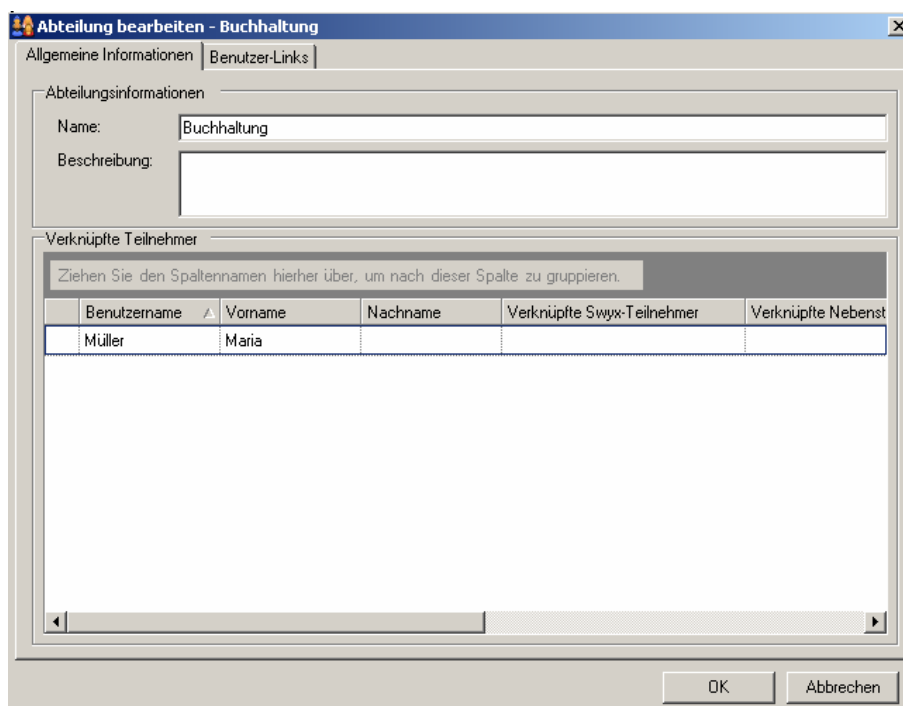 Abteilung bearbeiten - Buchhaltung
Allgemeine Informationen
Benutzer-Links
Abteilungsinformationen
Name:
Buchhaltung
Beschreibung:
Verknüpfte Teilnehmer
Ziehen Sie den Spaltennamen hierher über, um nach dieser Spalte zu gruppieren.
Benutzername Vorname Nachname Verknüpfte Swyx-Teilnehmer Verknüpfte Nebenst
Müller Maria
OK Abbrechen